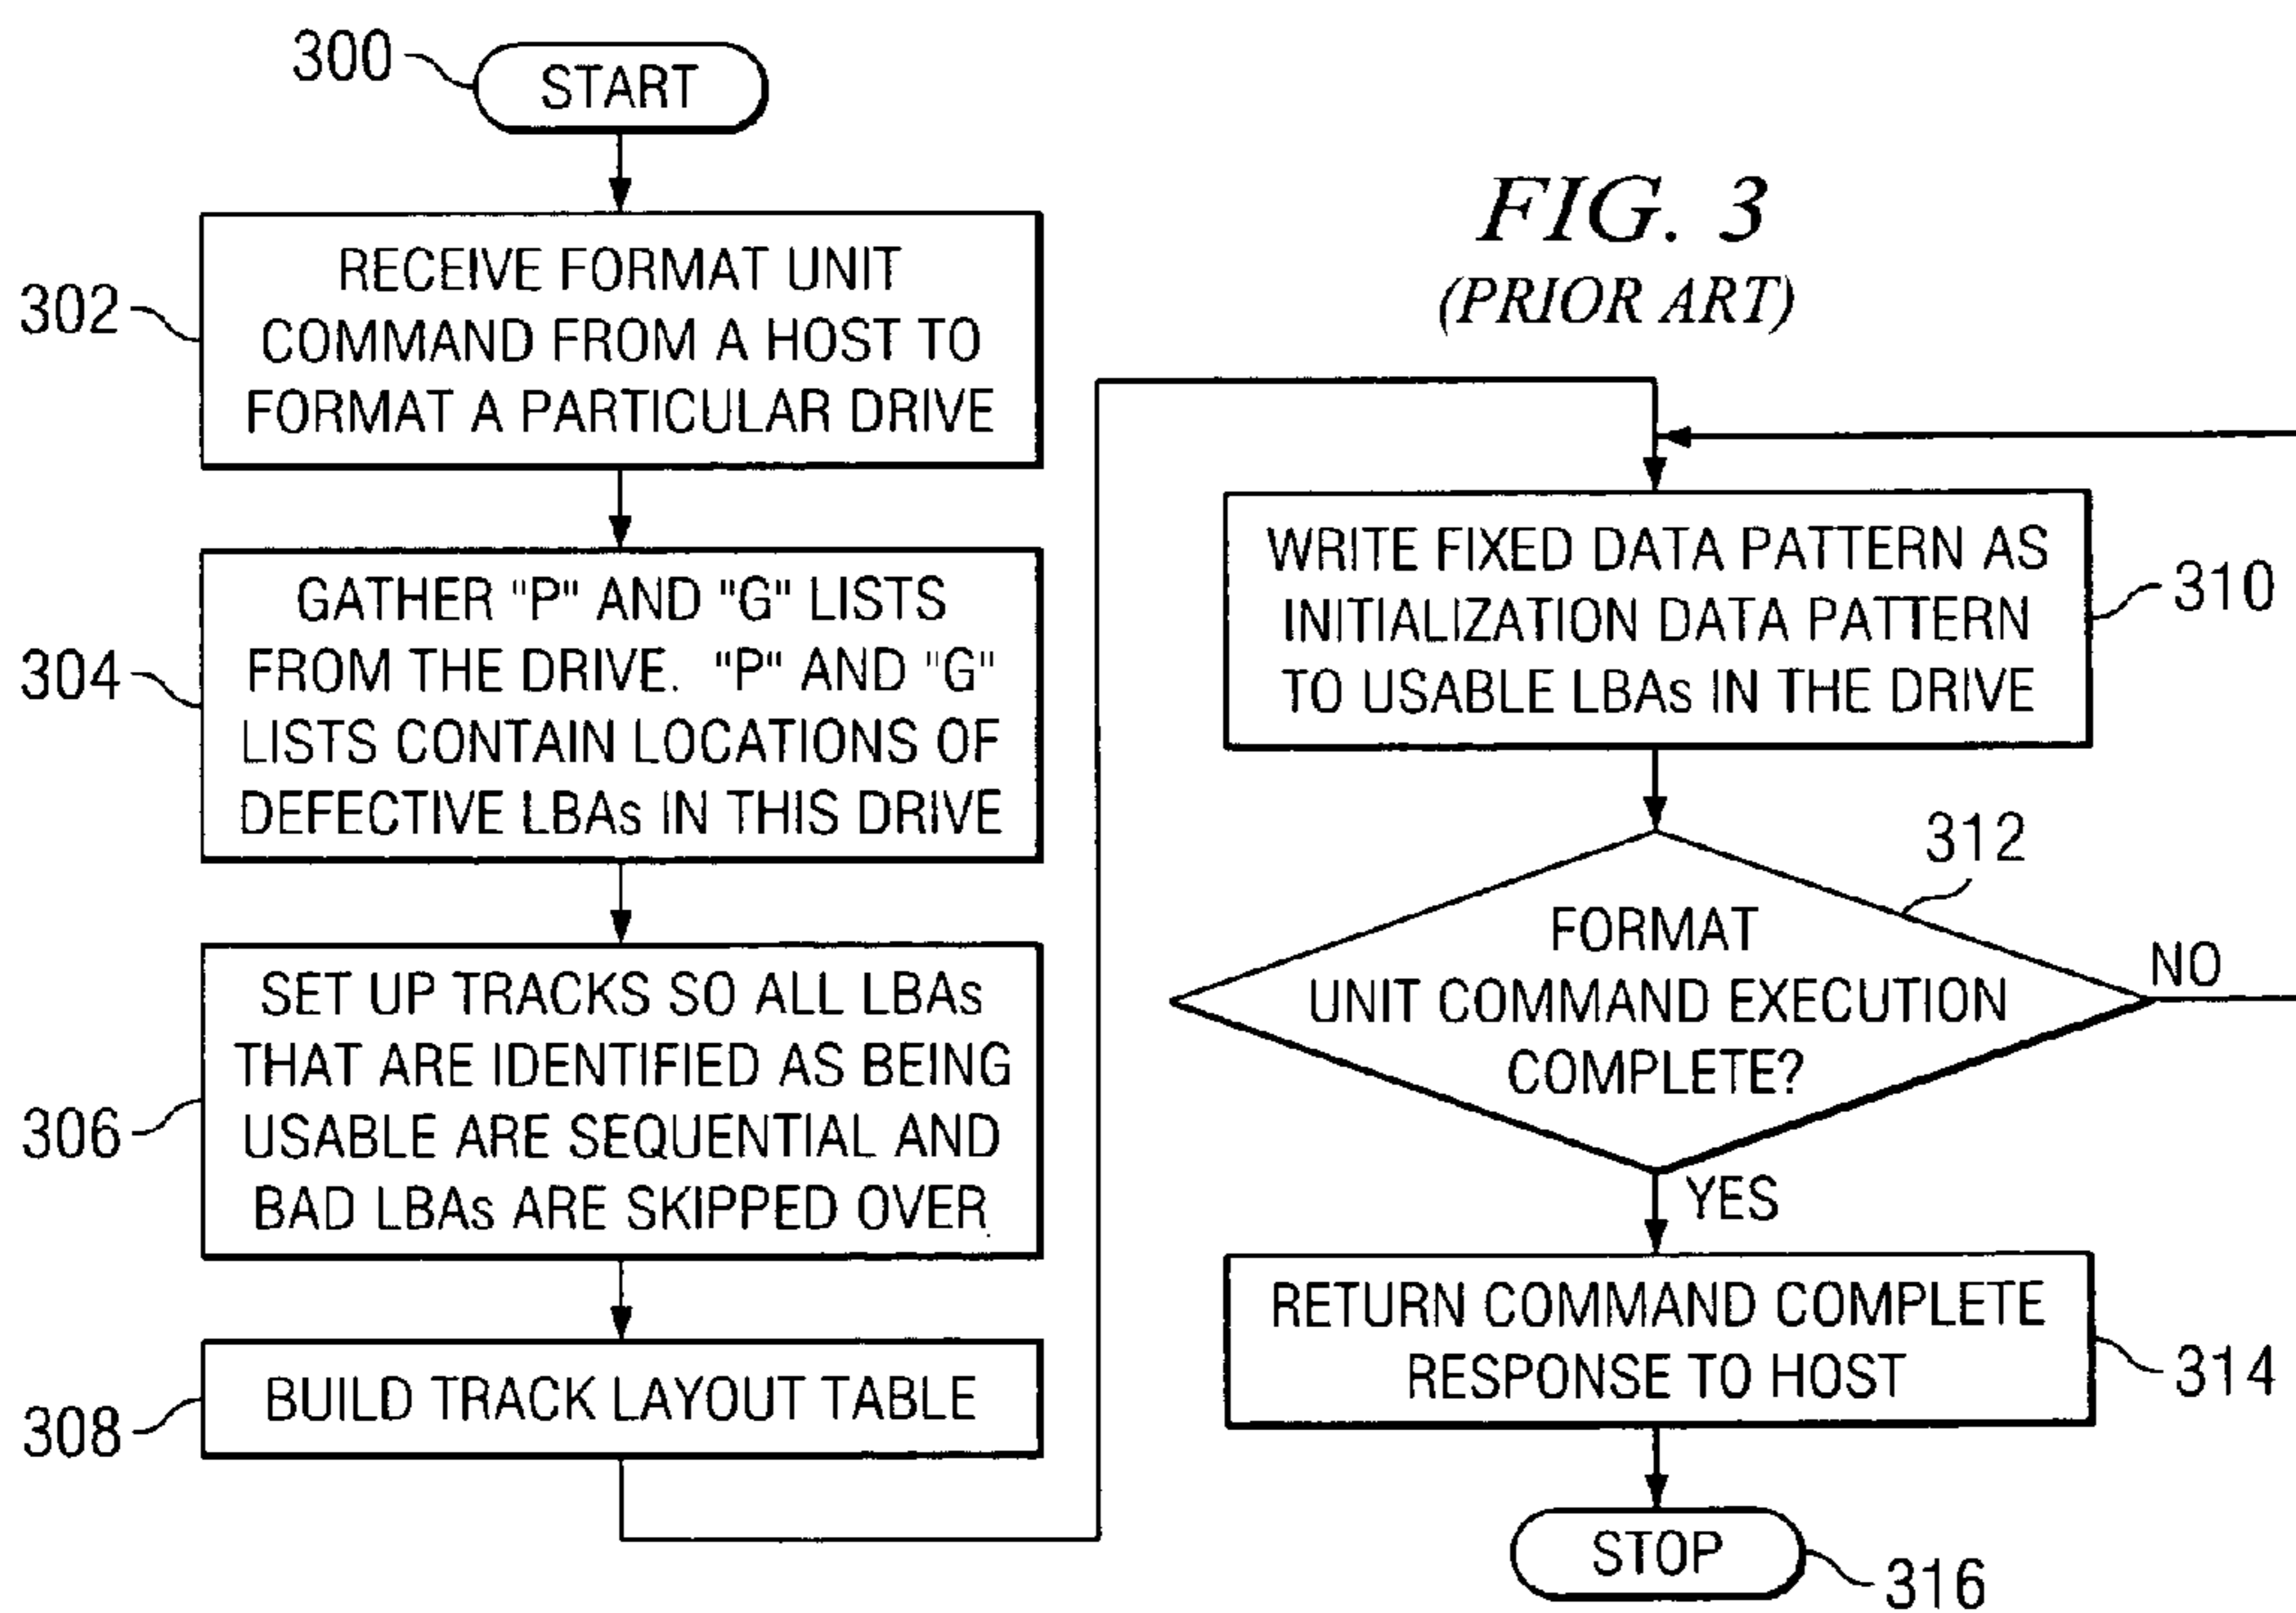 300
START
302
RECEIVE FORMAT UNIT
COMMAND FROM A HOST TO
FORMAT A PARTICULAR DRIVE
304
GATHER "P" AND "G" LISTS
FROM THE DRIVE. "P" AND "G"
LISTS CONTAIN LOCATIONS OF
DEFECTIVE LBAs IN THIS DRIVE
306
SET UP TRACKS SO ALL LBAs
THAT ARE IDENTIFIED AS BEING
USABLE ARE SEQUENTIAL AND
BAD LBAs ARE SKIPPED OVER
308
BUILD TRACK LAYOUT TABLE
FIG. 3
(PRIOR ART)
WRITE FIXED DATA PATTERN AS
INITIALIZATION DATA PATTERN
TO USABLE LBAs IN THE DRIVE
310
312
FORMAT
UNIT COMMAND EXECUTION
COMPLETE?
NO
YES
RETURN COMMAND COMPLETE
RESPONSE TO HOST
314
STOP
316